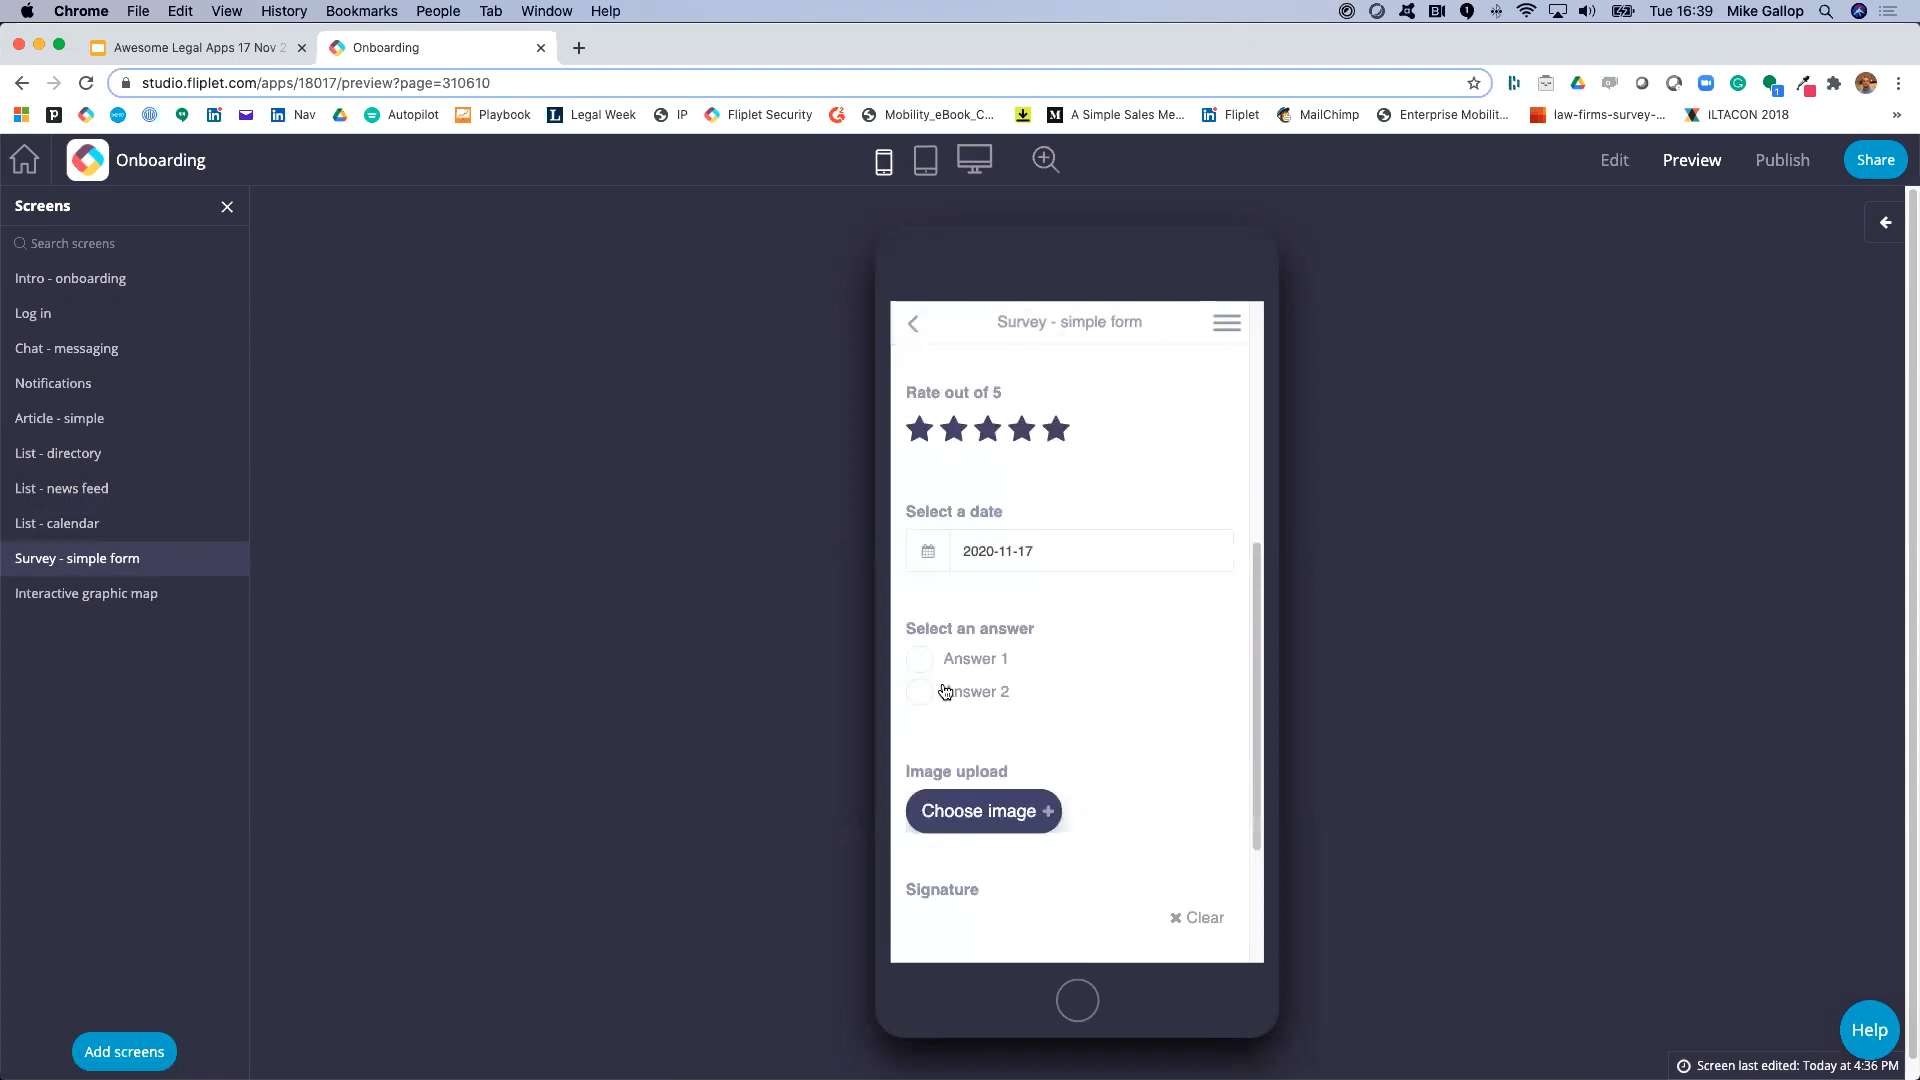 Chrome File Edit View History Bookmarks People Tab Window Help Tue 16:39 Mike Gallop
Awesome Legal Apps 17 Nov 2 Onboarding
studio.fliplet.com/apps/18017/preview?page=310610
Nav Autopilot Playbook Legal Week IP Fliplet Security Mobility_eBook_C... A Simple Sales Me... Fliplet MailChimp Enterprise Mobilit... law-firms-survey-... ILTACON 2018 »
Onboarding Edit Preview Publish Share
Screens
Search screens
Intro - onboarding
Log in
Chat - messaging
Notifications
Article - simple
List - directory
List - news feed
List - calendar
Survey - simple form
Interactive graphic map
Add screens
Survey - simple form
Rate out of 5
Select a date
2020-11-17
Select an answer
Answer 1
nswer 2
Image upload
Choose image +
Signature
✖ Clear
Help
Screen last edited: Today at 4:36 PM